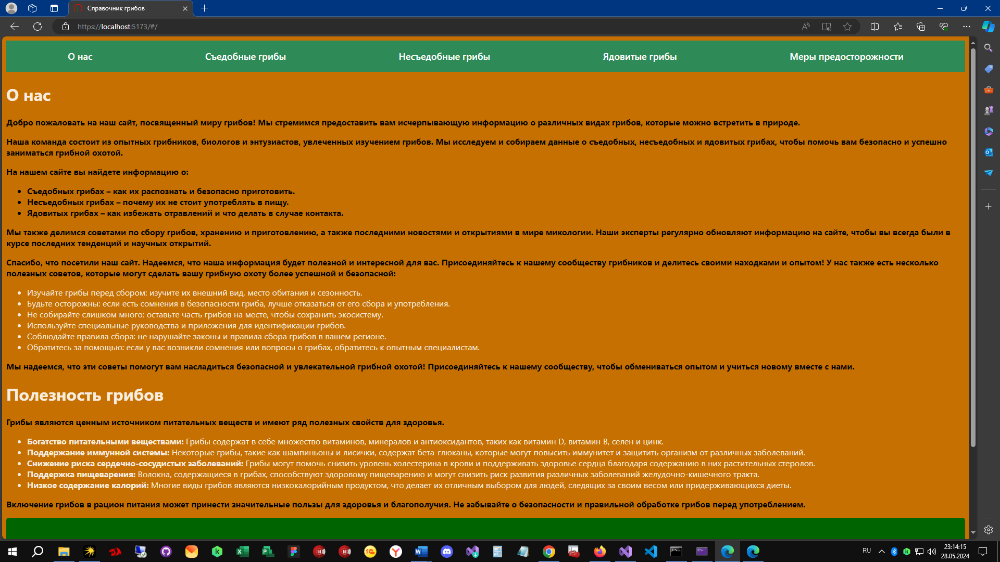 Справочник грибов
https://localhost:5173/#/
О нас
Съедобные грибы
Несъедобные грибы
Ядовитые грибы
Меры предосторожности
О нас
Добро пожаловать на наш сайт, посвященный миру грибов! Мы стремимся предоставить вам исчерпывающую информацию о различных видах грибов, которые можно встретить в природе.
Наша команда состоит из опытных грибников, биологов и энтузиастов, увлеченных изучением грибов. Мы исследуем и собираем данные о съедобных, несъедобных и ядовитых грибах, чтобы помочь вам безопасно и успешно
заниматься грибной охотой.
На нашем сайте вы найдете информацию о:
Съедобных грибах – как их распознать и безопасно приготовить.
Несъедобных грибах – почему их не стоит употреблять в пищу.
Ядовитых грибах – как избежать отравлений и что делать в случае контакта.
Мы также делимся советами по сбору грибов, хранению и приготовлению, а также последними новостями и открытиями в мире микологии. Наши эксперты регулярно обновляют информацию на сайте, чтобы вы всегда были в
курсе последних тенденций и научных открытий.
Спасибо, что посетили наш сайт. Надеемся, что наша информация будет полезной и интересной для вас. Присоединяйтесь к нашему сообществу грибников и делитесь своими находками и опытом! У нас также есть несколько
полезных советов, которые могут сделать вашу грибную охоту более успешной и безопасной:
Изучайте грибы перед сбором: изучите их внешний вид, место обитания и сезонность.
Будьте осторожны: если есть сомнения в безопасности гриба, лучше отказаться от его сбора и употребления.
Не собирайте слишком много: оставьте часть грибов на месте, чтобы сохранить экосистему.
Используйте специальные руководства и приложения для идентификации грибов.
Соблюдайте правила сбора: не нарушайте законы и правила сбора грибов в вашем регионе.
Обратитесь за помощью: если у вас возникли сомнения или вопросы о грибах, обратитесь к опытным специалистам.
Мы надеемся, что эти советы помогут вам насладиться безопасной и увлекательной грибной охотой! Присоединяйтесь к нашему сообществу, чтобы обмениваться опытом и учиться новому вместе с нами.
Полезность грибов
Грибы являются ценным источником питательных веществ и имеют ряд полезных свойств для здоровья.
Богатство питательными веществами: Грибы содержат в себе множество витаминов, минералов и антиоксидантов, таких как витамин D, витамин B, селен и цинк.
Поддержание иммунной системы: Некоторые грибы, такие как шампиньоны и лисички, содержат бета-глюканы, которые могут повысить иммунитет и защитить организм от различных заболеваний.
Снижение риска сердечно-сосудистых заболеваний: Грибы могут помочь снизить уровень холестерина в крови и поддерживать здоровье сердца благодаря содержанию в них растительных стеролов.
Поддержка пищеварения: Волокна, содержащиеся в грибах, способствуют здоровому пищеварению и могут снизить риск развития различных заболеваний желудочно-кишечного тракта.
Низкое содержание калорий: Многие виды грибов являются низкокалорийным продуктом, что делает их отличным выбором для людей, следящих за своим весом или придерживающихся диеты.
Включение грибов в рацион питания может принести значительные пользы для здоровья и благополучия. Не забывайте о безопасности и правильной обработке грибов перед употреблением.
RU
23:14:15
28.05.2024